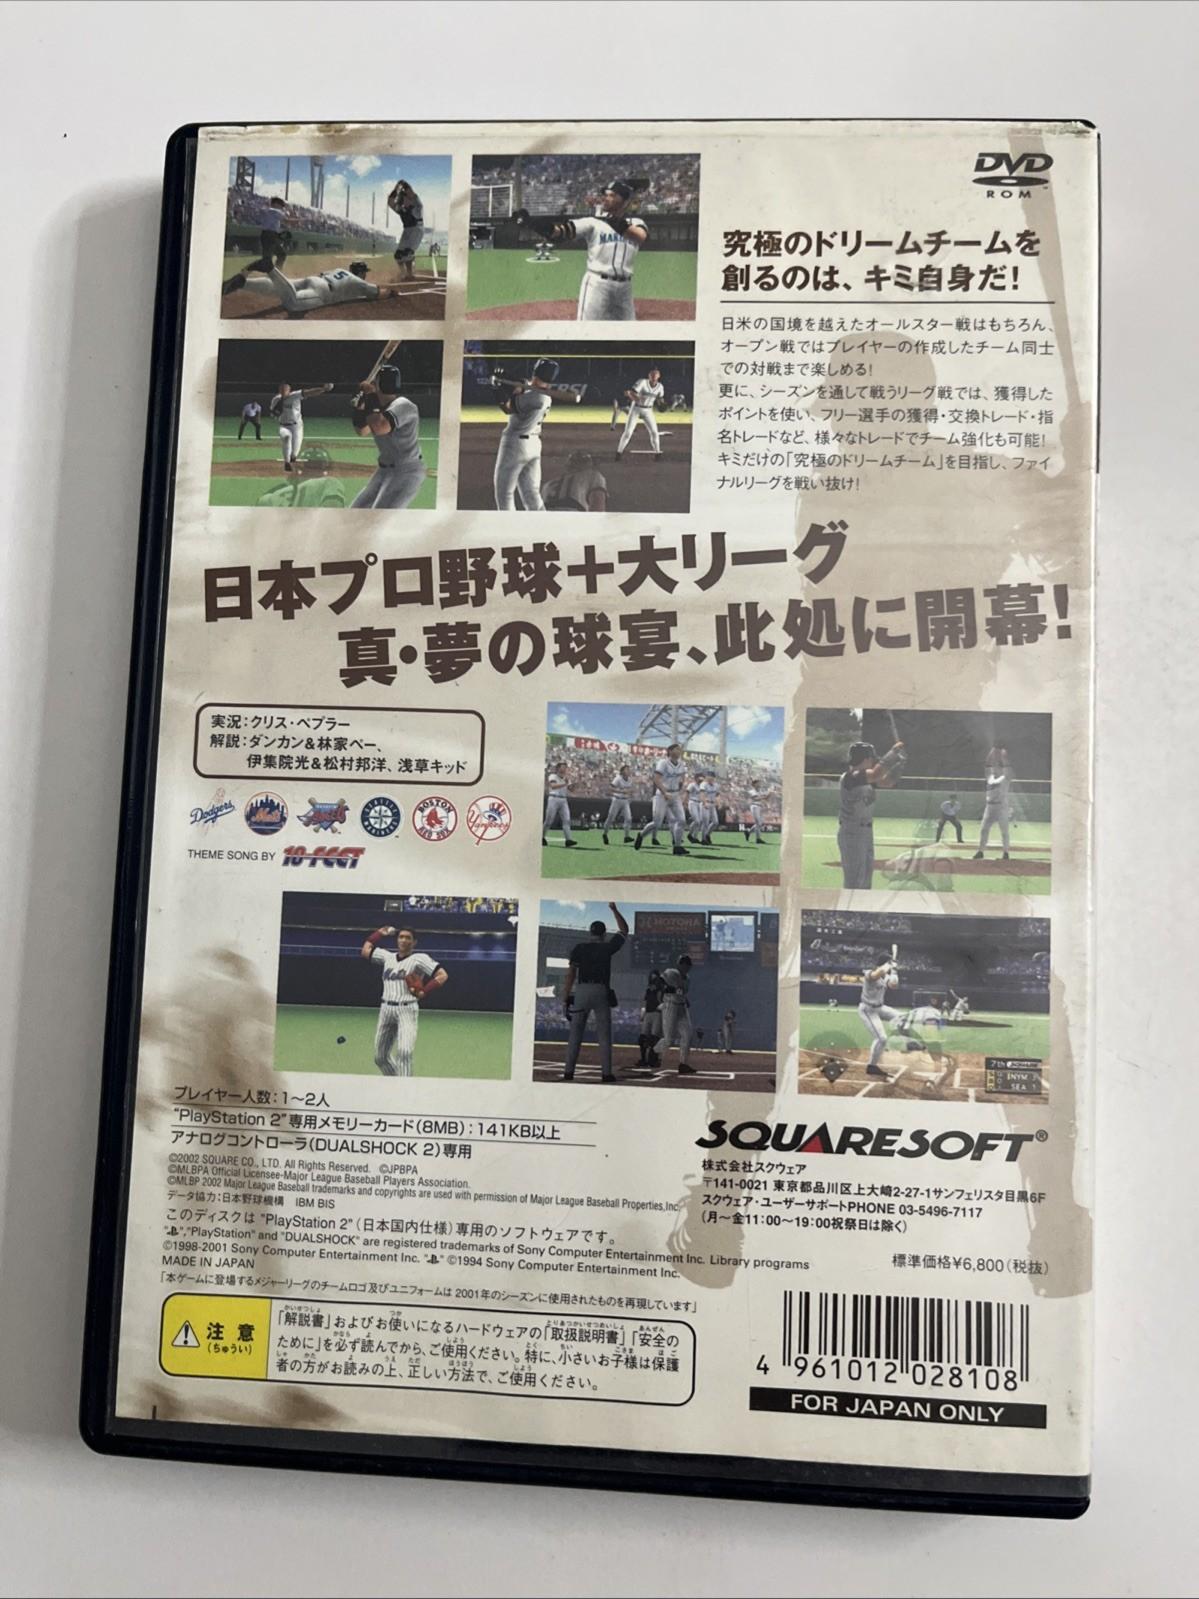 DVD
ROM
究極のドリームチームを
創るのは、キミ自身だ!
日米の国境を越えたオールスター戦はもちろん、
オープン戦ではプレイヤーの作成したチーム同士
での対戦まで楽しめる!
更に、シーズンを通して戦うリーグ戦では、獲得した
ポイントを使い、フリー選手の獲得・交換トレード・指
名トレードなど、様々なトレードでチーム強化も可能!
キミだけの「究極のドリームチーム」を目指し、ファイ
ナルリーグを戦い抜け!
日本プロ野球+大リーグ
真・夢の球宴、此処に開幕!
実況:クリス・ペプラー
解説:ダンカン&林家ペー、
伊集院光&松村邦洋、浅草キッド
Dodgers
Mets
BOSTON
RED SOX
Yankees
THEME SONG BY 10-FEET
プレイヤー人数:1~2人
"PlayStation 2"専用メモリーカード(8MB):141KB以上
アナログコントローラ(DUALSHOCK 2)専用
©2002 SQUARE CO., LTD. All Rights Reserved. ©JPBPA
©MLBPA Official Licensee-Major League Baseball Players Association.
©MLBP 2002 Major League Baseball trademarks and copyrights are used with permission of Major League Baseball Properties,Inc.
データ協力:日本野球機構 IBM BIS
このディスクは "PlayStation 2" (日本国内仕様) 専用のソフトウェアです。
" ","PlayStation" and "DUALSHOCK" are registered trademarks of Sony Computer Entertainment Inc. Library programs
©1998-2001 Sony Computer Entertainment Inc. " " ©1994 Sony Computer Entertainment Inc.
MADE IN JAPAN
「本ゲームに登場するメジャーリーグのチームロゴ及びユニフォームは2001年のシーズンに使用されたものを再現しています」
SQUARESOFT®
株式会社スクウェア
〒141-0021 東京都品川区上大崎2-27-1サンフェリスタ目黒6F
スクウェア・ユーザーサポートPHONE 03-5496-7117
(月~金11:00~19:00祝祭日は除く)
標準価格¥6,800(税抜)
注意
(ちゅうい)
「解説書」およびお使いになるハードウェアの「取扱説明書」「安全の
ために」を必ず読んでから、ご使用ください。特に、小さいお子様は保護
者の方がお読みの上、正しい方法で、ご使用ください。
4 961012 028108
FOR JAPAN ONLY